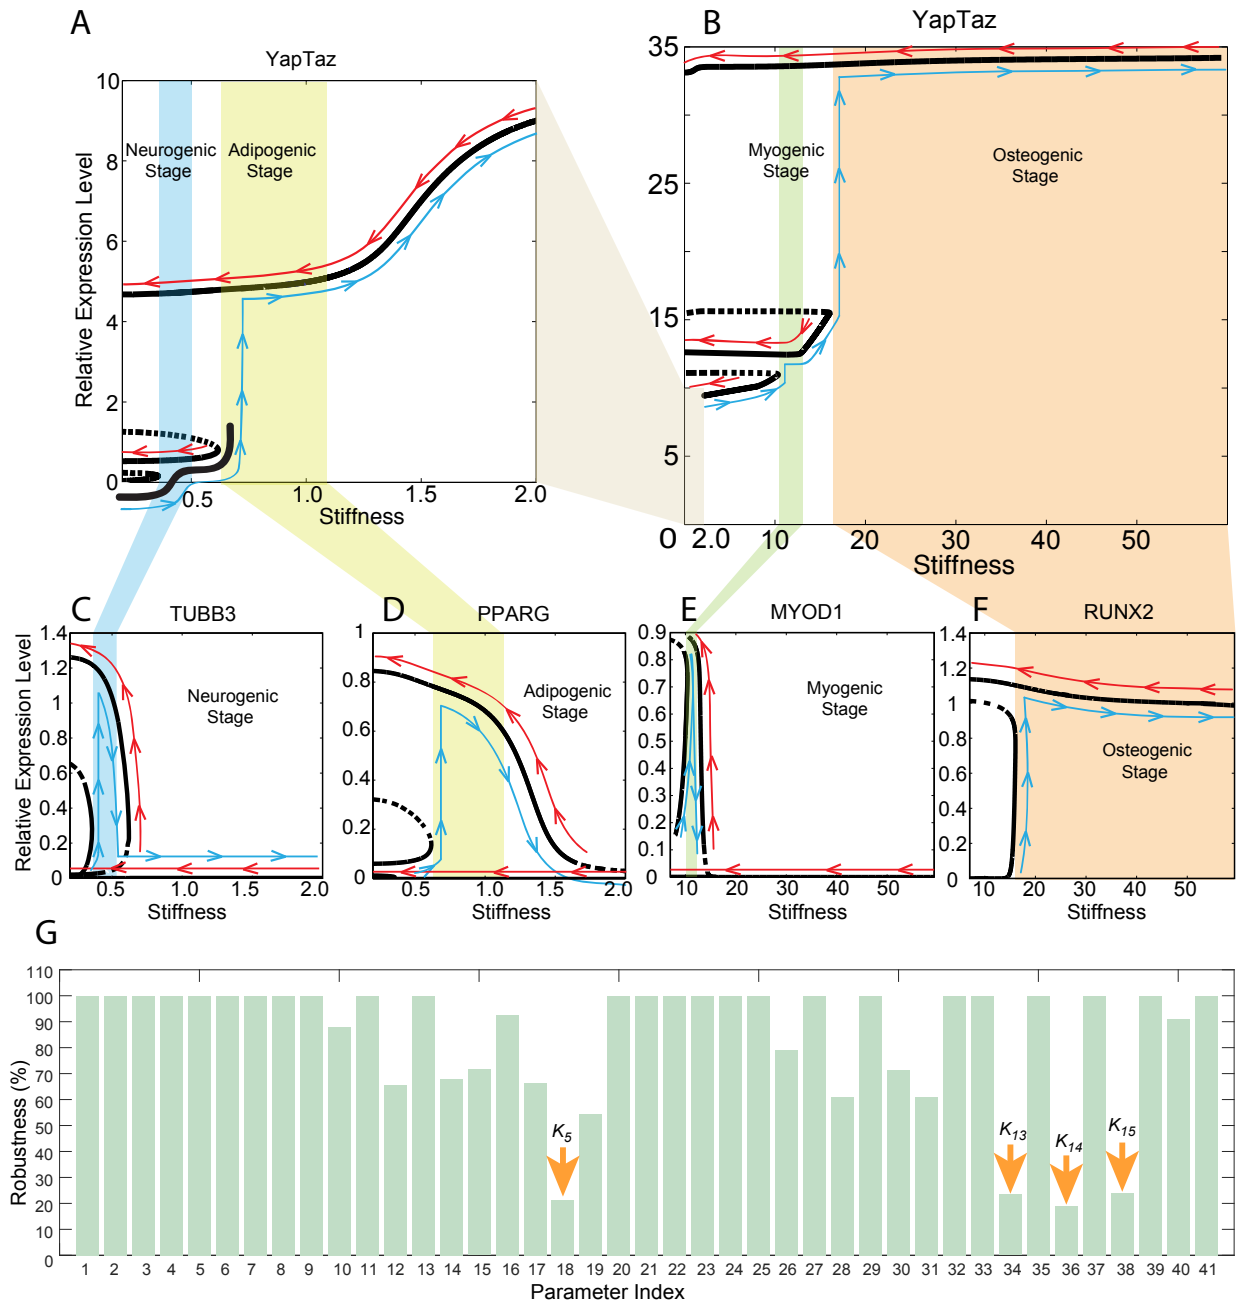 A
YapTaz
10
8
6
4
2
0
Relative Expression Level
Neurogenic
Stage
Adipogenic
Stage
0.5
1.0
1.5
2.0
Stiffness
B
YapTaz
35
25
15
5
Myogenic
Stage
Osteogenic
Stage
0
2.0
10
20
30
40
50
Stiffness
C
TUBB3
1.4
1.2
1
0.8
0.6
0.4
0.2
0
Relative Expression Level
Neurogenic
Stage
0.5
1.0
1.5
2.0
Stiffness
D
PPARG
1
0.8
0.6
0.4
0.2
0
Adipogenic
Stage
0.5
1.0
1.5
2.0
Stiffness
E
MYOD1
0.9
0.8
0.7
0.6
0.5
0.4
0.3
0.2
0.1
0
Myogenic
Stage
10
20
30
40
50
Stiffness
F
RUNX2
1.4
1.2
1
0.8
0.6
0.4
0.2
0
Osteogenic
Stage
10
20
30
40
50
Stiffness
G
110
100
90
80
70
60
50
40
30
20
10
0
Robustness (%)
K5
K13
K14
K15
1 2 3 4 5 6 7 8 9 10 11 12 13 14 15 16 17 18 19 20 21 22 23 24 25 26 27 28 29 30 31 32 33 34 35 36 37 38 39 40 41
Parameter Index